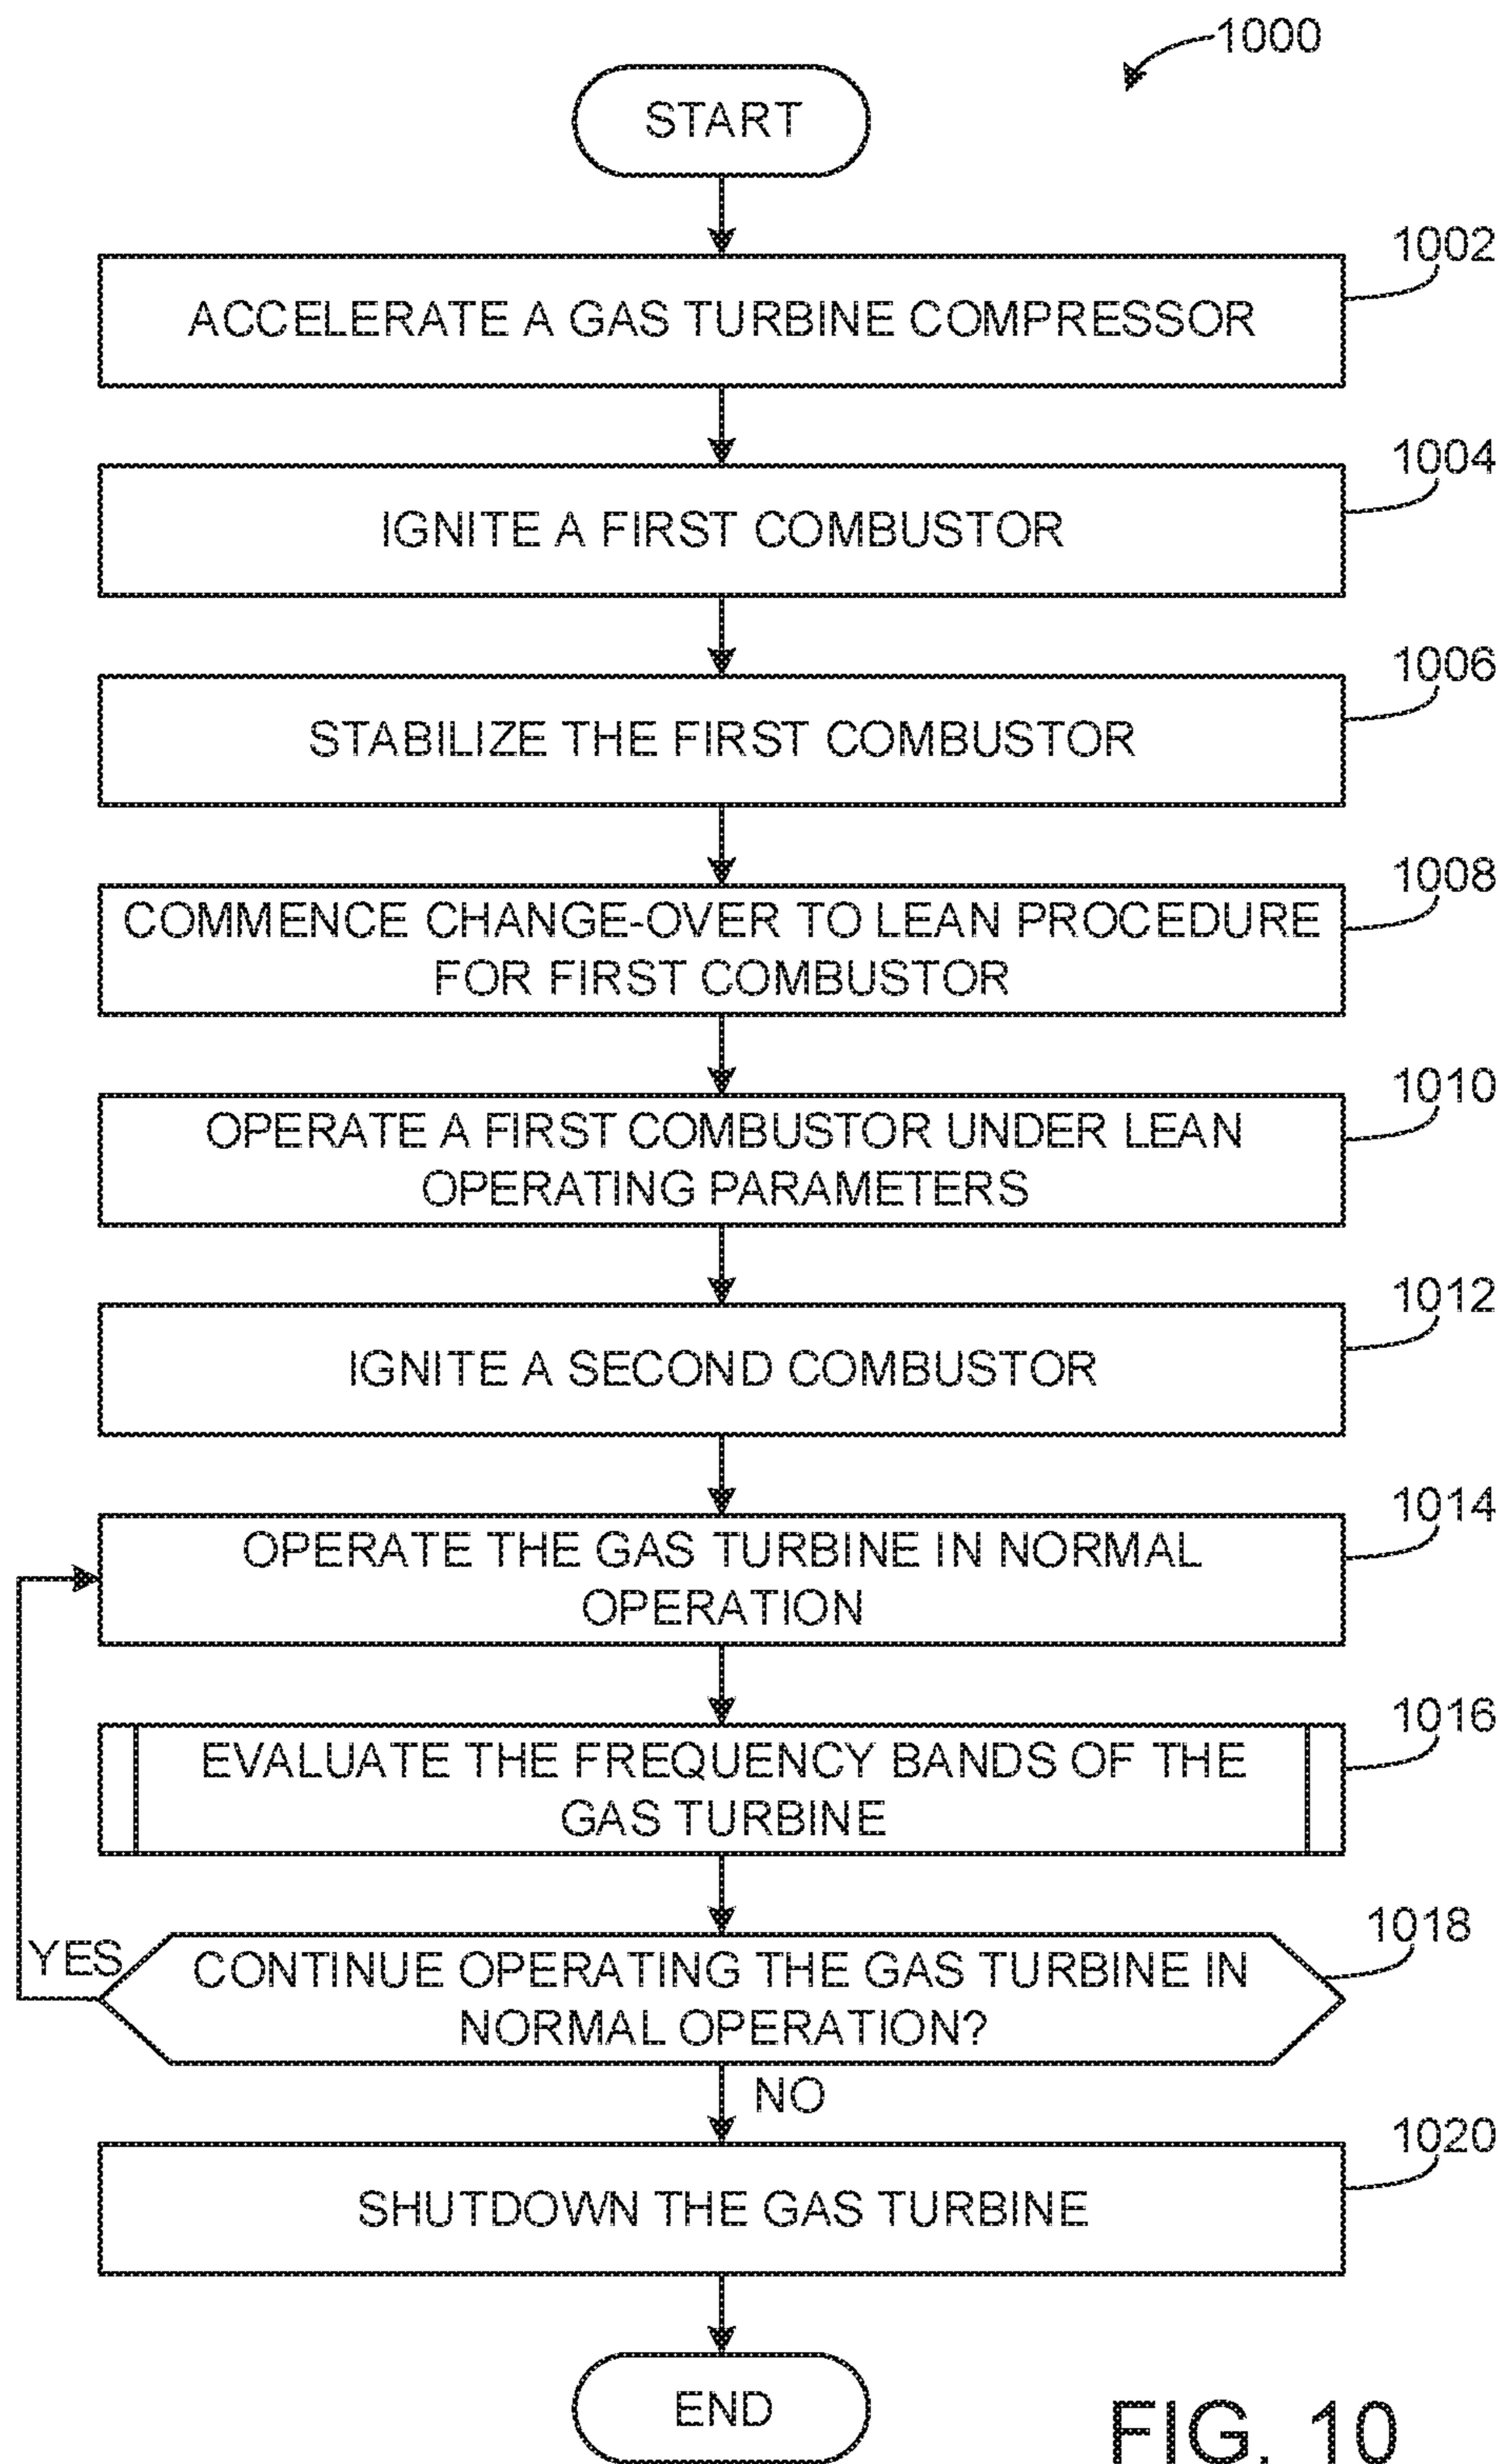 1000
START
1002
ACCELERATE A GAS TURBINE COMPRESSOR
1004
IGNITE A FIRST COMBUSTOR
1006
STABILIZE THE FIRST COMBUSTOR
1008
COMMENCE CHANGE-OVER TO LEAN PROCEDURE
FOR FIRST COMBUSTOR
1010
OPERATE A FIRST COMBUSTOR UNDER LEAN
OPERATING PARAMETERS
1012
IGNITE A SECOND COMBUSTOR
1014
OPERATE THE GAS TURBINE IN NORMAL
OPERATION
1016
EVALUATE THE FREQUENCY BANDS OF THE
GAS TURBINE
1018
YES
CONTINUE OPERATING THE GAS TURBINE IN
NORMAL OPERATION?
NO
1020
SHUTDOWN THE GAS TURBINE
END
FIG. 10